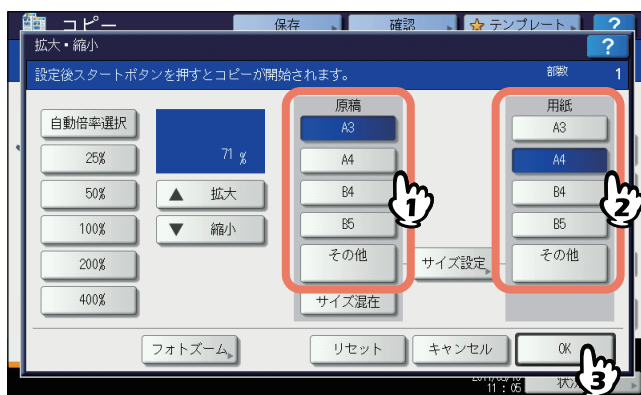 コピー 保存 確認 テンプレート ?
拡大・縮小 ?
設定後スタートボタンを押すとコピーが開始されます。 部数 1
原稿 用紙
自動倍率選択 A3 A3
25% 71 % A4 A4
50% ▲ 拡大 B4 B4
1 2
100% ▼ 縮小 B5 B5
200% その他 サイズ設定 その他
400% サイズ混在
フォトズーム リセット キャンセル OK
3
11:05